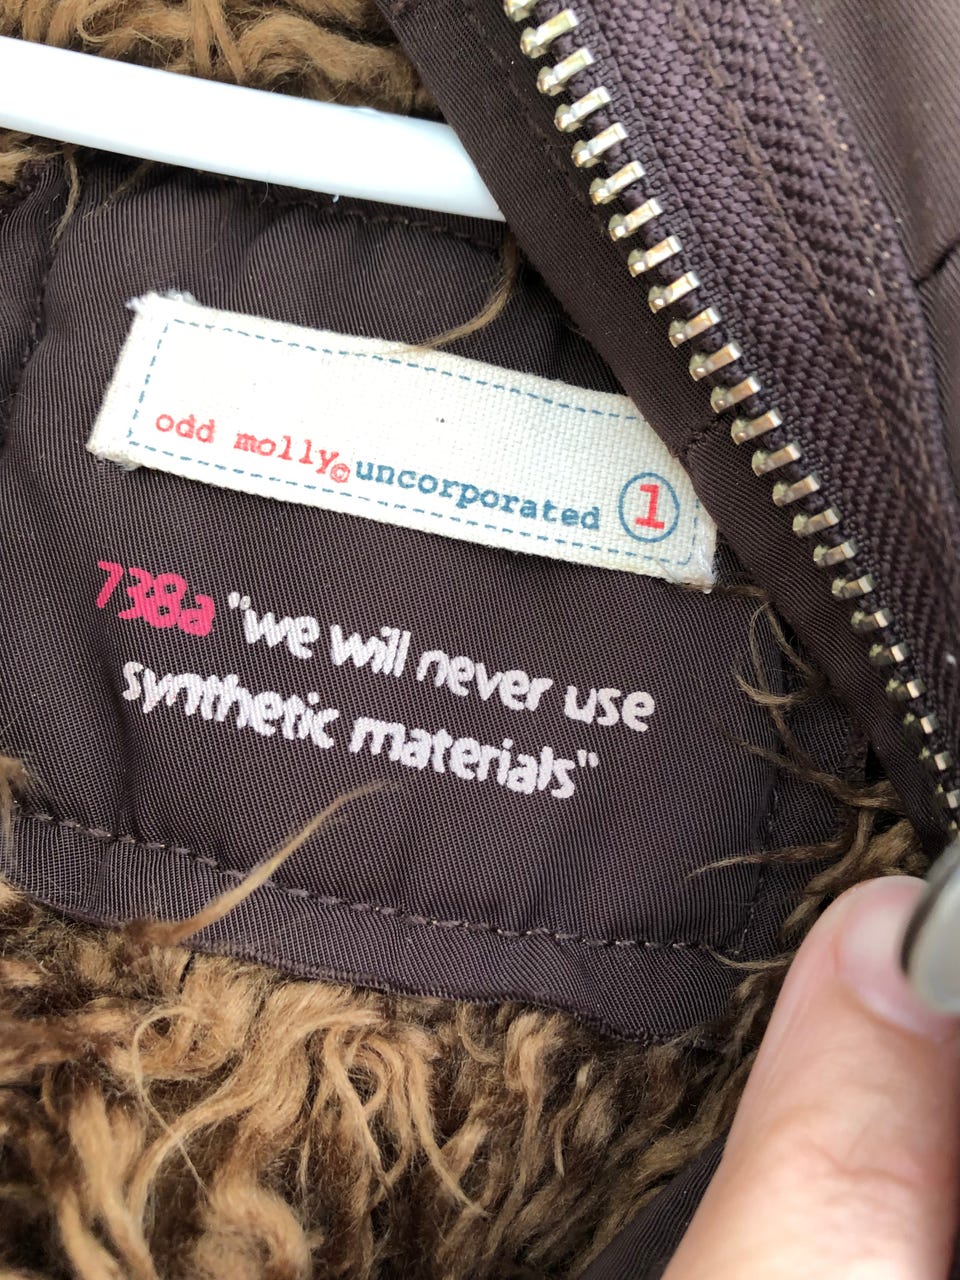 odd molly© uncorporated 1
738a "we will never use
synthetic materials"